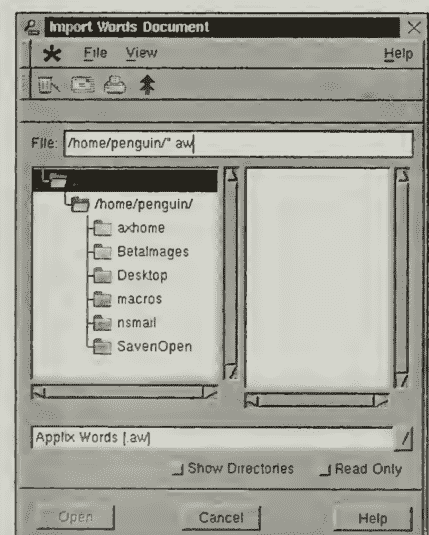 Import Words Document
File View Help
File: /home/penguin/* aw
/home/penguin/
axhome
BetaImages
Desktop
macros
nsmail
SavenOpen
Applix Words [.aw]
Show Directories Read Only
Open Cancel Help